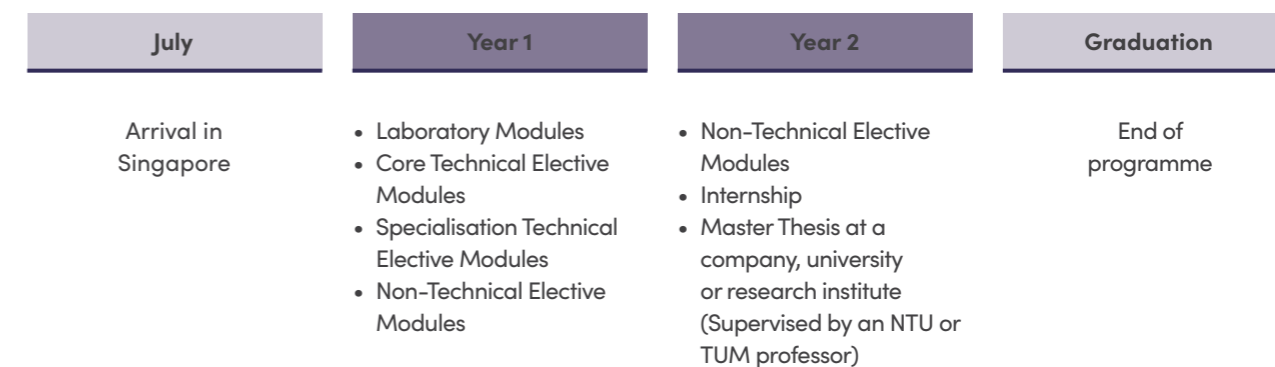 July
Arrival in
Singapore
Year 1
• Laboratory Modules
• Core Technical Elective
Modules
• Specialisation Technical
Elective Modules
• Non-Technical Elective
Modules
Year 2
• Non-Technical Elective
Modules
• Internship
• Master Thesis at a
company, university
or research institute
(Supervised by an NTU or
TUM professor)
Graduation
End of
programme